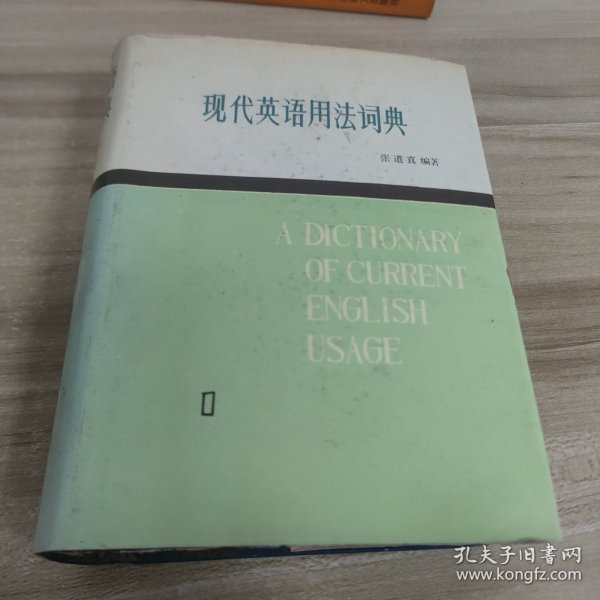 现代英语用法词典
张道真 编著
A DICTIONARY
OF CURRENT
ENGLISH
USAGE
孔夫子旧书网
www.kongfz.com